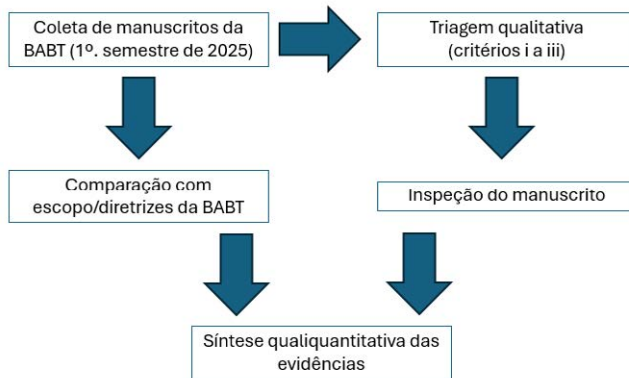 Coleta de manuscritos da
BABT (1º. semestre de 2025)
Triagem qualitativa
(critérios i a iii)
Comparação com
escopo/diretrizes da BABT
Inspeção do manuscrito
Síntese qualiquantitativa das
evidências